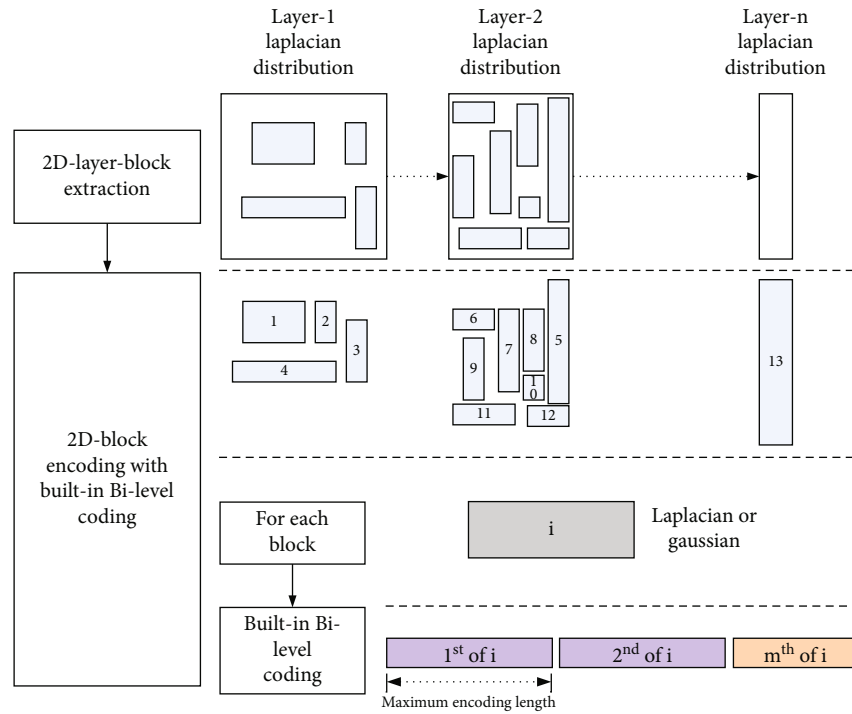 Layer-1
laplacian
distribution
Layer-2
laplacian
distribution
Layer-n
laplacian
distribution
2D-layer-block
extraction
1
2
3
4
5
6
7
8
9
10
11
12
13
2D-block
encoding with
built-in Bi-level
coding
For each
block
i
Laplacian or
gaussian
Built-in Bi-
level
coding
1st of i
2nd of i
mth of i
Maximum encoding length